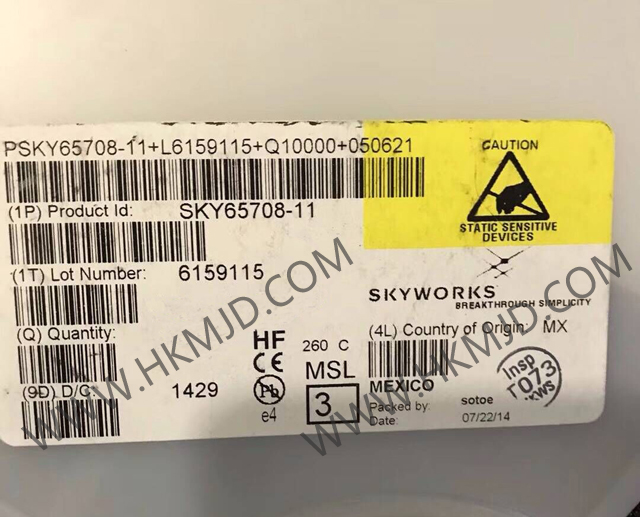 PSKY65708-11+L6159115+Q10000+050621
(1P) Product Id: SKY65708-11
(1T) Lot Number: 6159115
(Q) Quantity:
(9D) D/C: 1429
HF
CE
Pb
e4
260 C
MSL
3
CAUTION
STATIC SENSITIVE
DEVICES
SKYWORKS
BREAKTHROUGH SIMPLICITY
(4L) Country of Origin: MX
MEXICO
Packed by: sotoe
Date: 07/22/14
Insp
T073
KWS
WWW.HKMJD.COM
WWW.HKMJD.COM